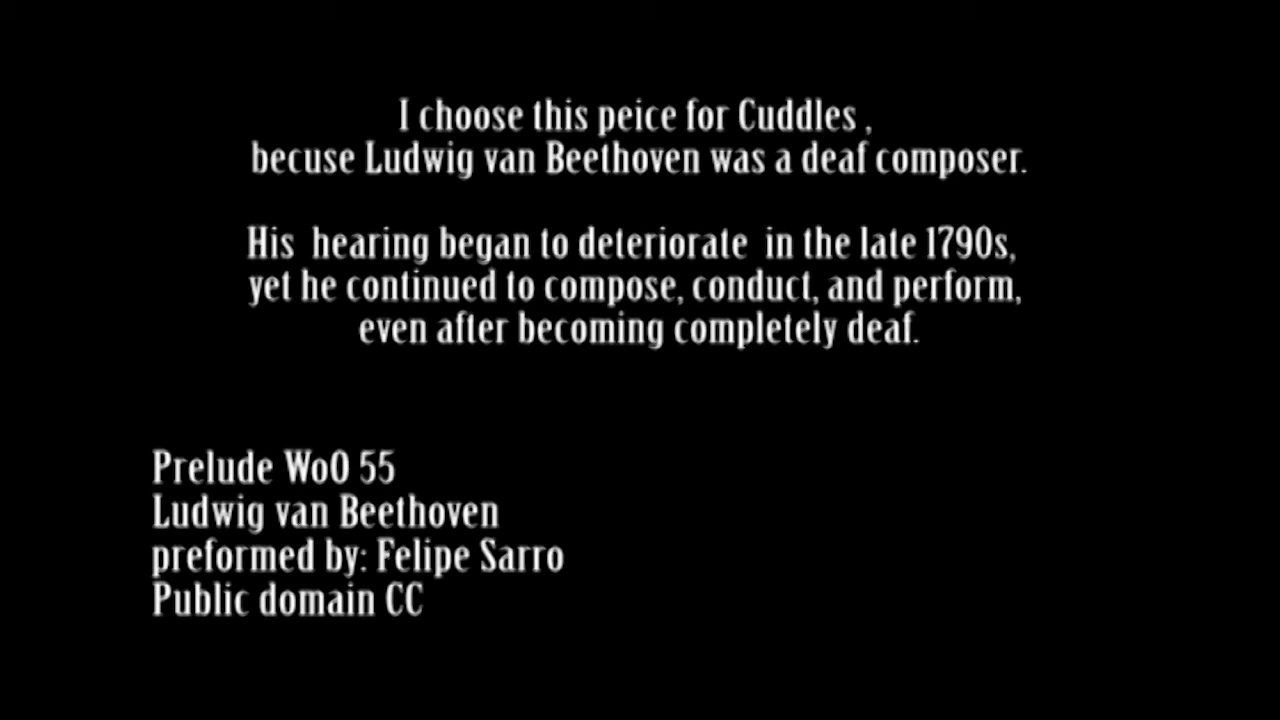 I choose this peice for Cuddles ,
becuse Ludwig van Beethoven was a deaf composer.
His  hearing began to deteriorate  in the late 1790s,
yet he continued to compose, conduct, and perform,
even after becoming completely deaf.
Prelude WoO 55
Ludwig van Beethoven
preformed by: Felipe Sarro
Public domain CC